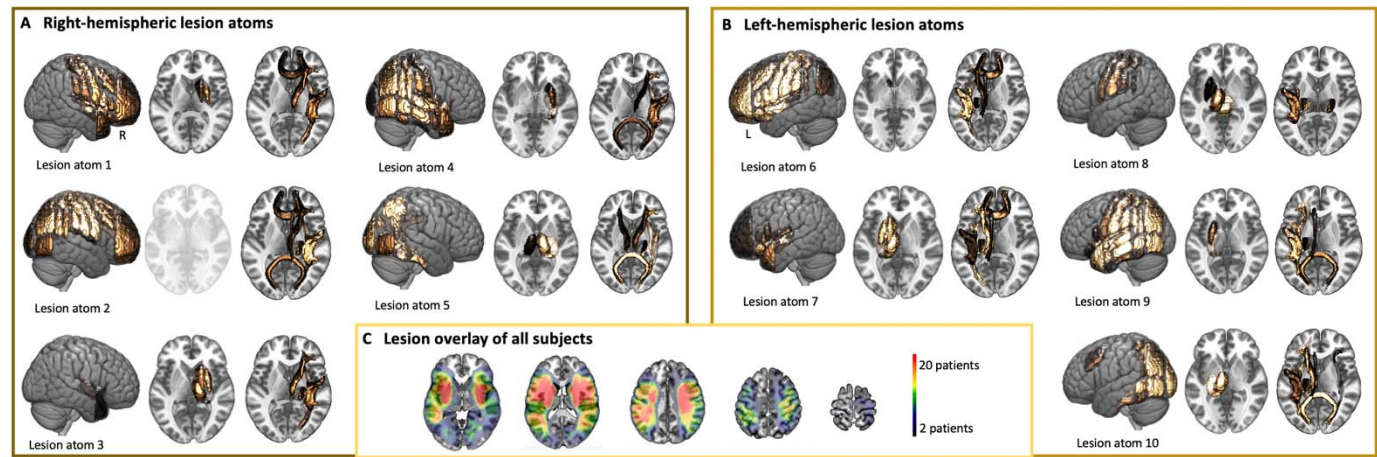 A Right-hemispheric lesion atoms
R
Lesion atom 1
Lesion atom 4
Lesion atom 2
Lesion atom 5
Lesion atom 3
B Left-hemispheric lesion atoms
L
Lesion atom 6
Lesion atom 8
Lesion atom 7
Lesion atom 9
Lesion atom 10
C Lesion overlay of all subjects
20 patients
2 patients